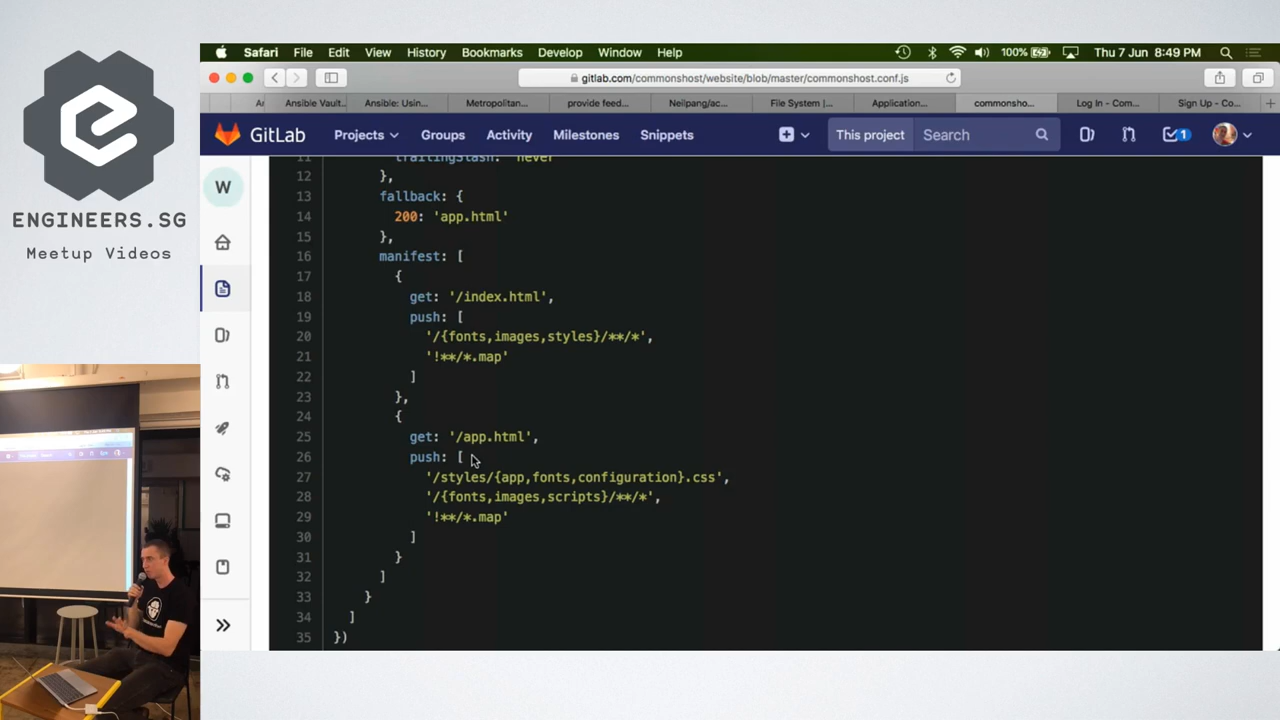 ENGINEERS.SG
Meetup Videos
Safari File Edit View History Bookmarks Develop Window Help
100% Thu 7 Jun 8:49 PM
gitlab.com/commonshost/website/blob/master/commonshost.conf.js
Ansible Vault... Ansible: Usin... Metropolitan... provide feed... Neilpang/ac... File System |... Application... commonsho... Log In – Com... Sign Up – Co...
GitLab Projects Groups Activity Milestones Snippets This project Search 1
W
11 trailingSlash: 'never'
12 },
13 fallback: {
14 200: 'app.html'
15 },
16 manifest: [
17 {
18 get: '/index.html',
19 push: [
20 '/{fonts,images,styles}/**/*',
21 '!**/*.map'
22 ]
23 },
24 {
25 get: '/app.html',
26 push: [
27 '/styles/{app,fonts,configuration}.css',
28 '/{fonts,images,scripts}/**/*',
29 '!**/*.map'
30 ]
31 }
32 ]
33 }
34 ]
35 })